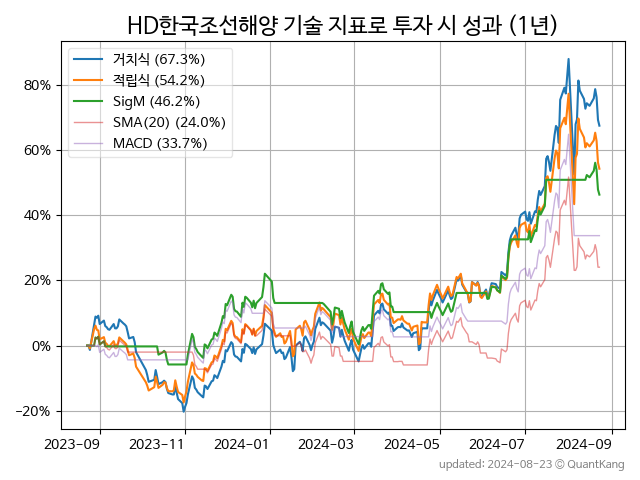 HD한국조선해양 기술 지표로 투자 시 성과 (1년)
거치식 (67.3%)
적립식 (54.2%)
SigM (46.2%)
SMA(20) (24.0%)
MACD (33.7%)
80%
60%
40%
20%
0%
−20%
2023-09 2023-11 2024-01 2024-03 2024-05 2024-07 2024-09
updated: 2024-08-23 © QuantKang